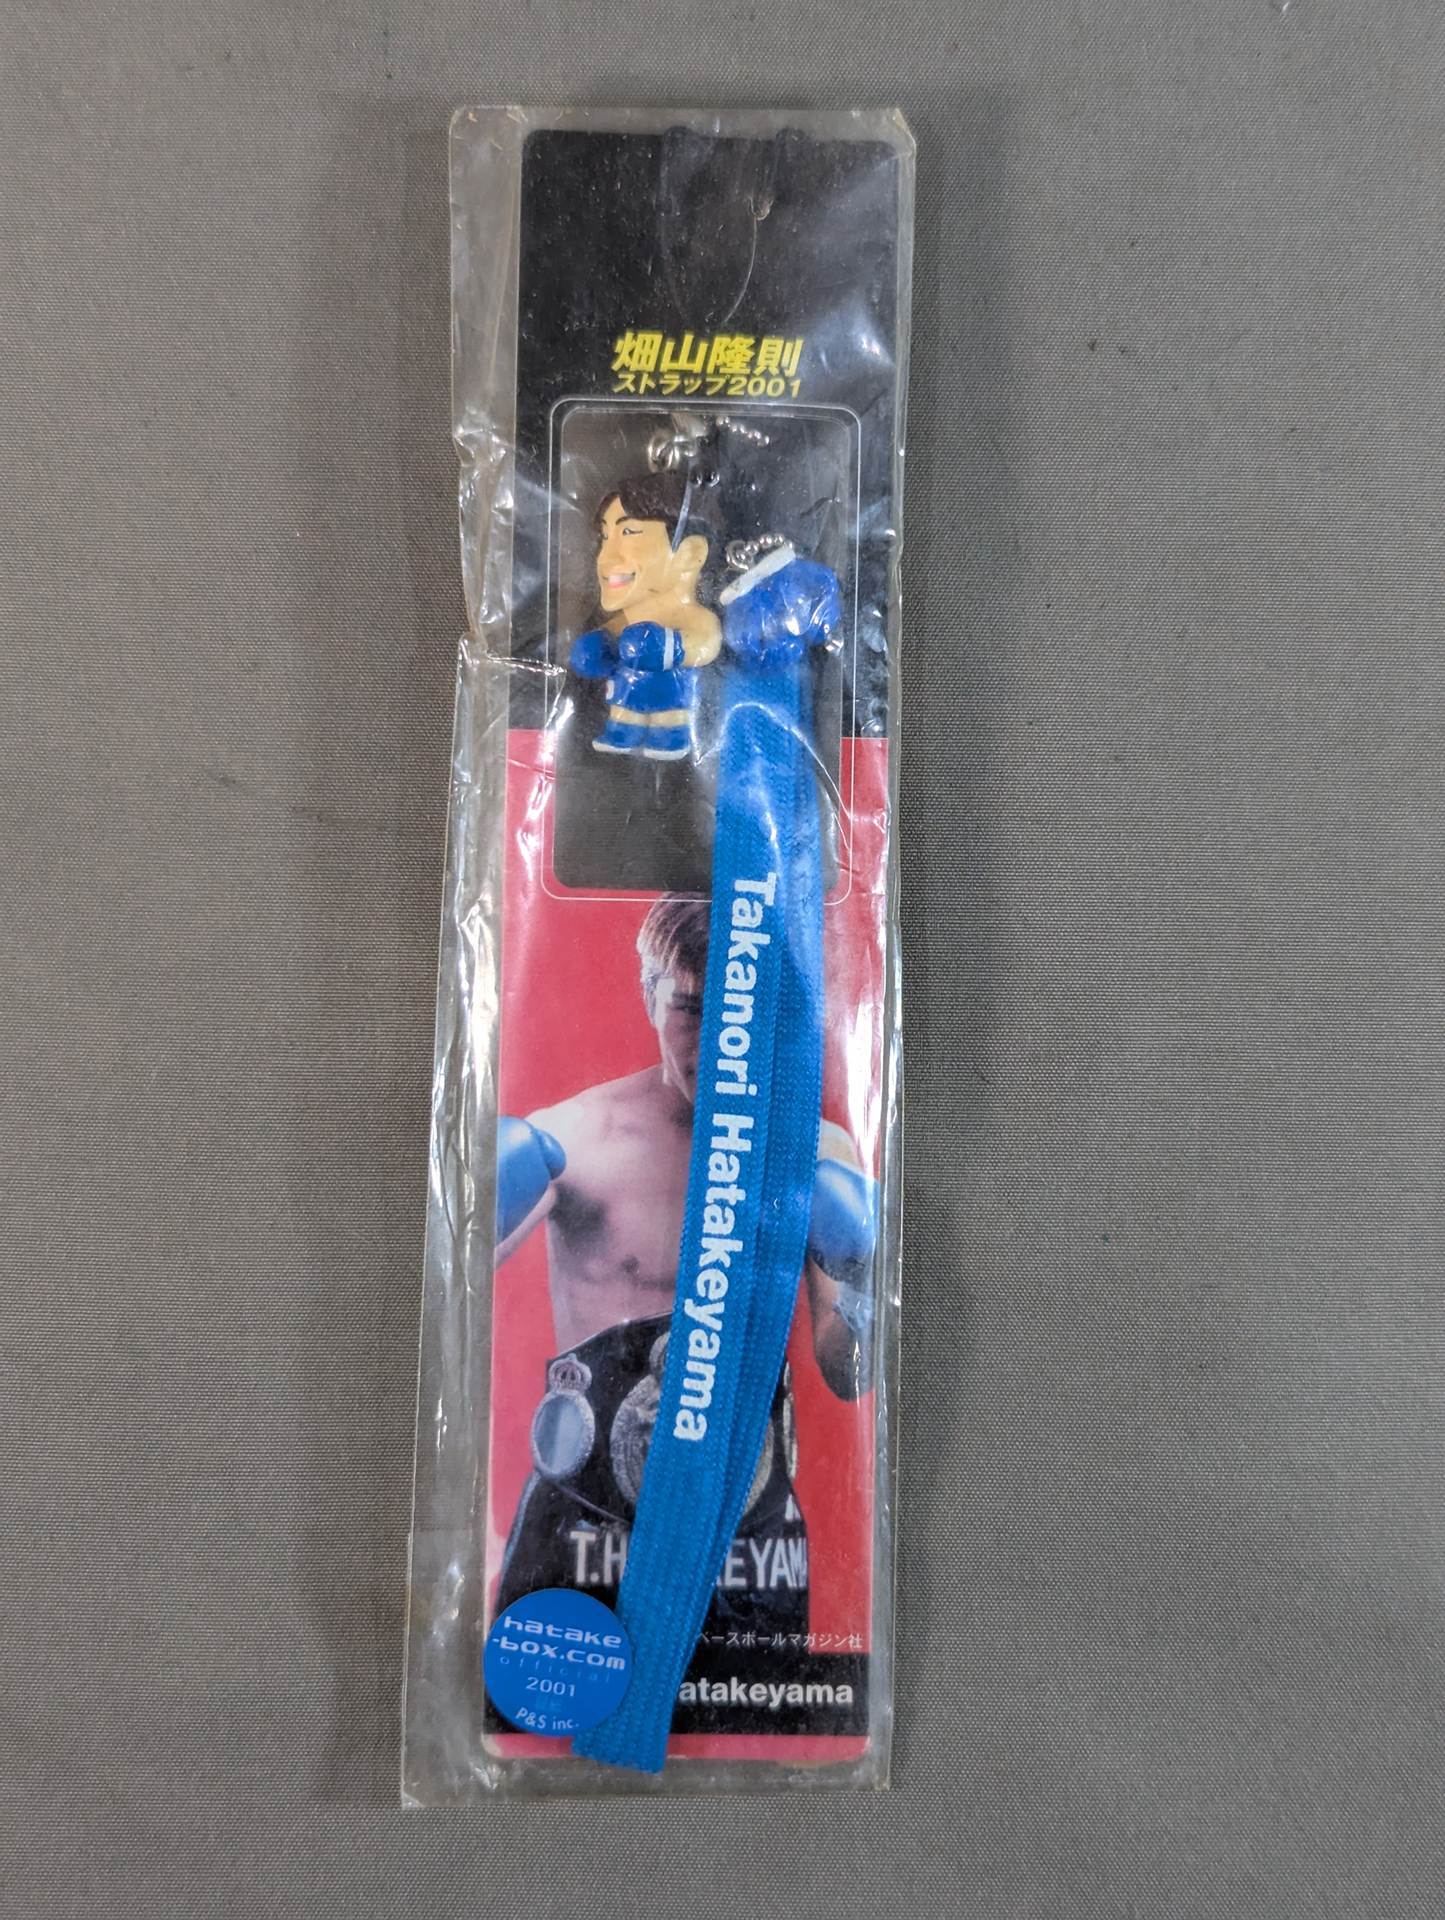 畑山隆則
ストラップ2001
Takanori Hatakeyama
T.H KEYAM
ベースボールマガジン社
atakeyama
hatake
-box.com
official
2001
P&S inc.